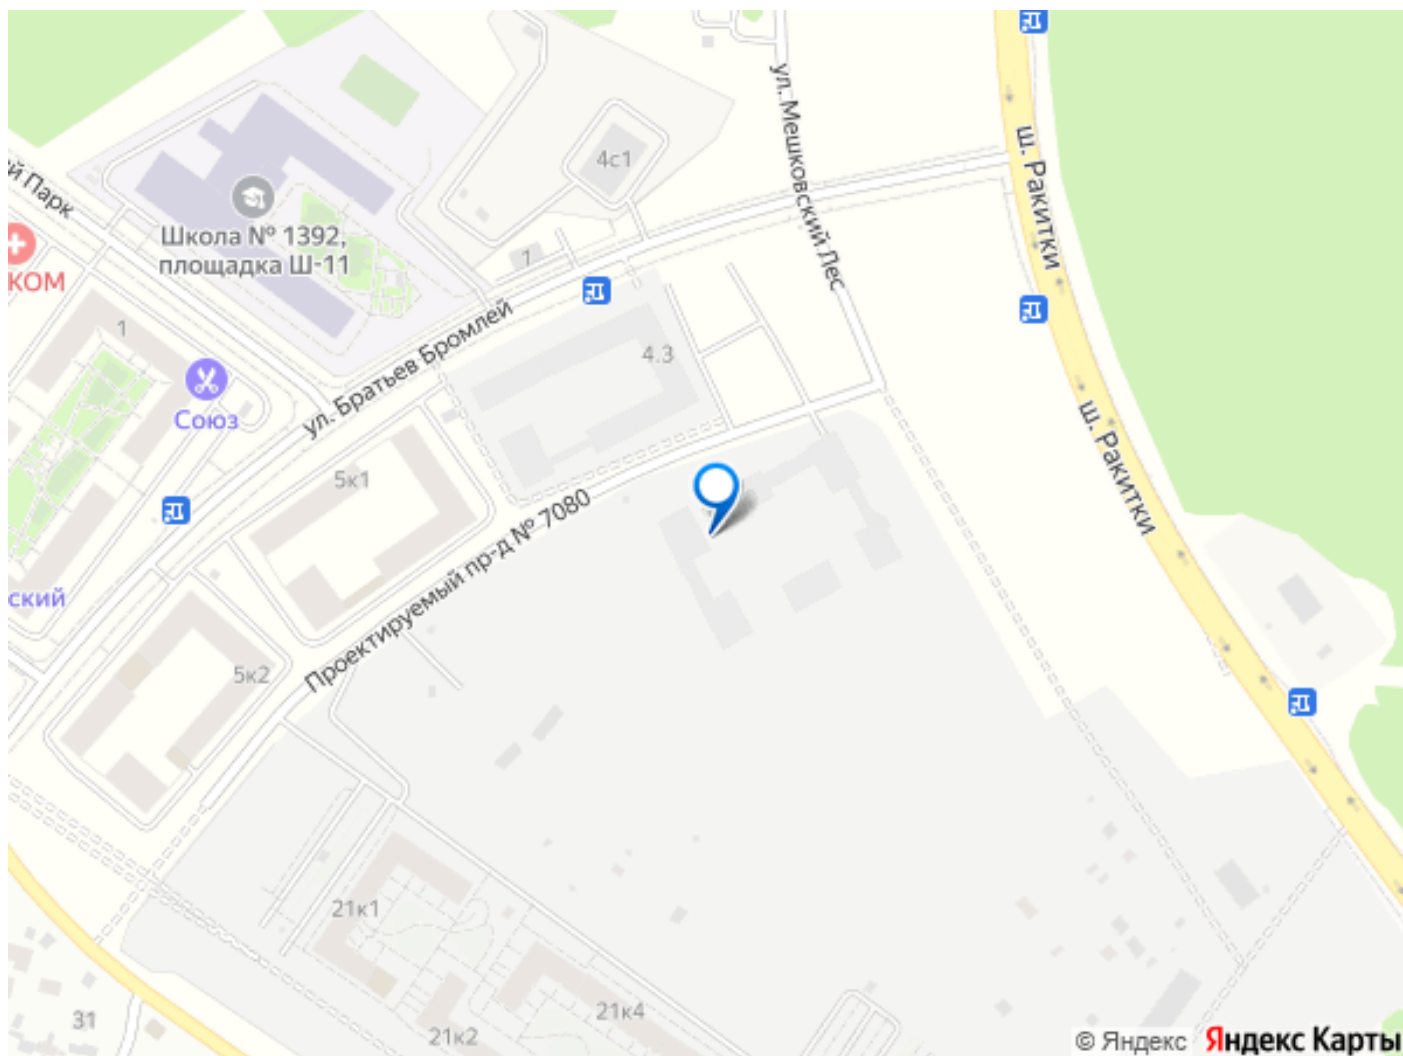 ул. Мешковский Лес
ш. Ракитки
4с1
Парк
Школа № 1392,
площадка Ш-11
КОМ
1
ул. Братьев Бромлей
1
4.3
Союз
ш. Ракитки
5к1
Проектируемый пр-д № 7080
ский
5к2
21к1
31
21к2
21к4
© Яндекс Яндекс Карты